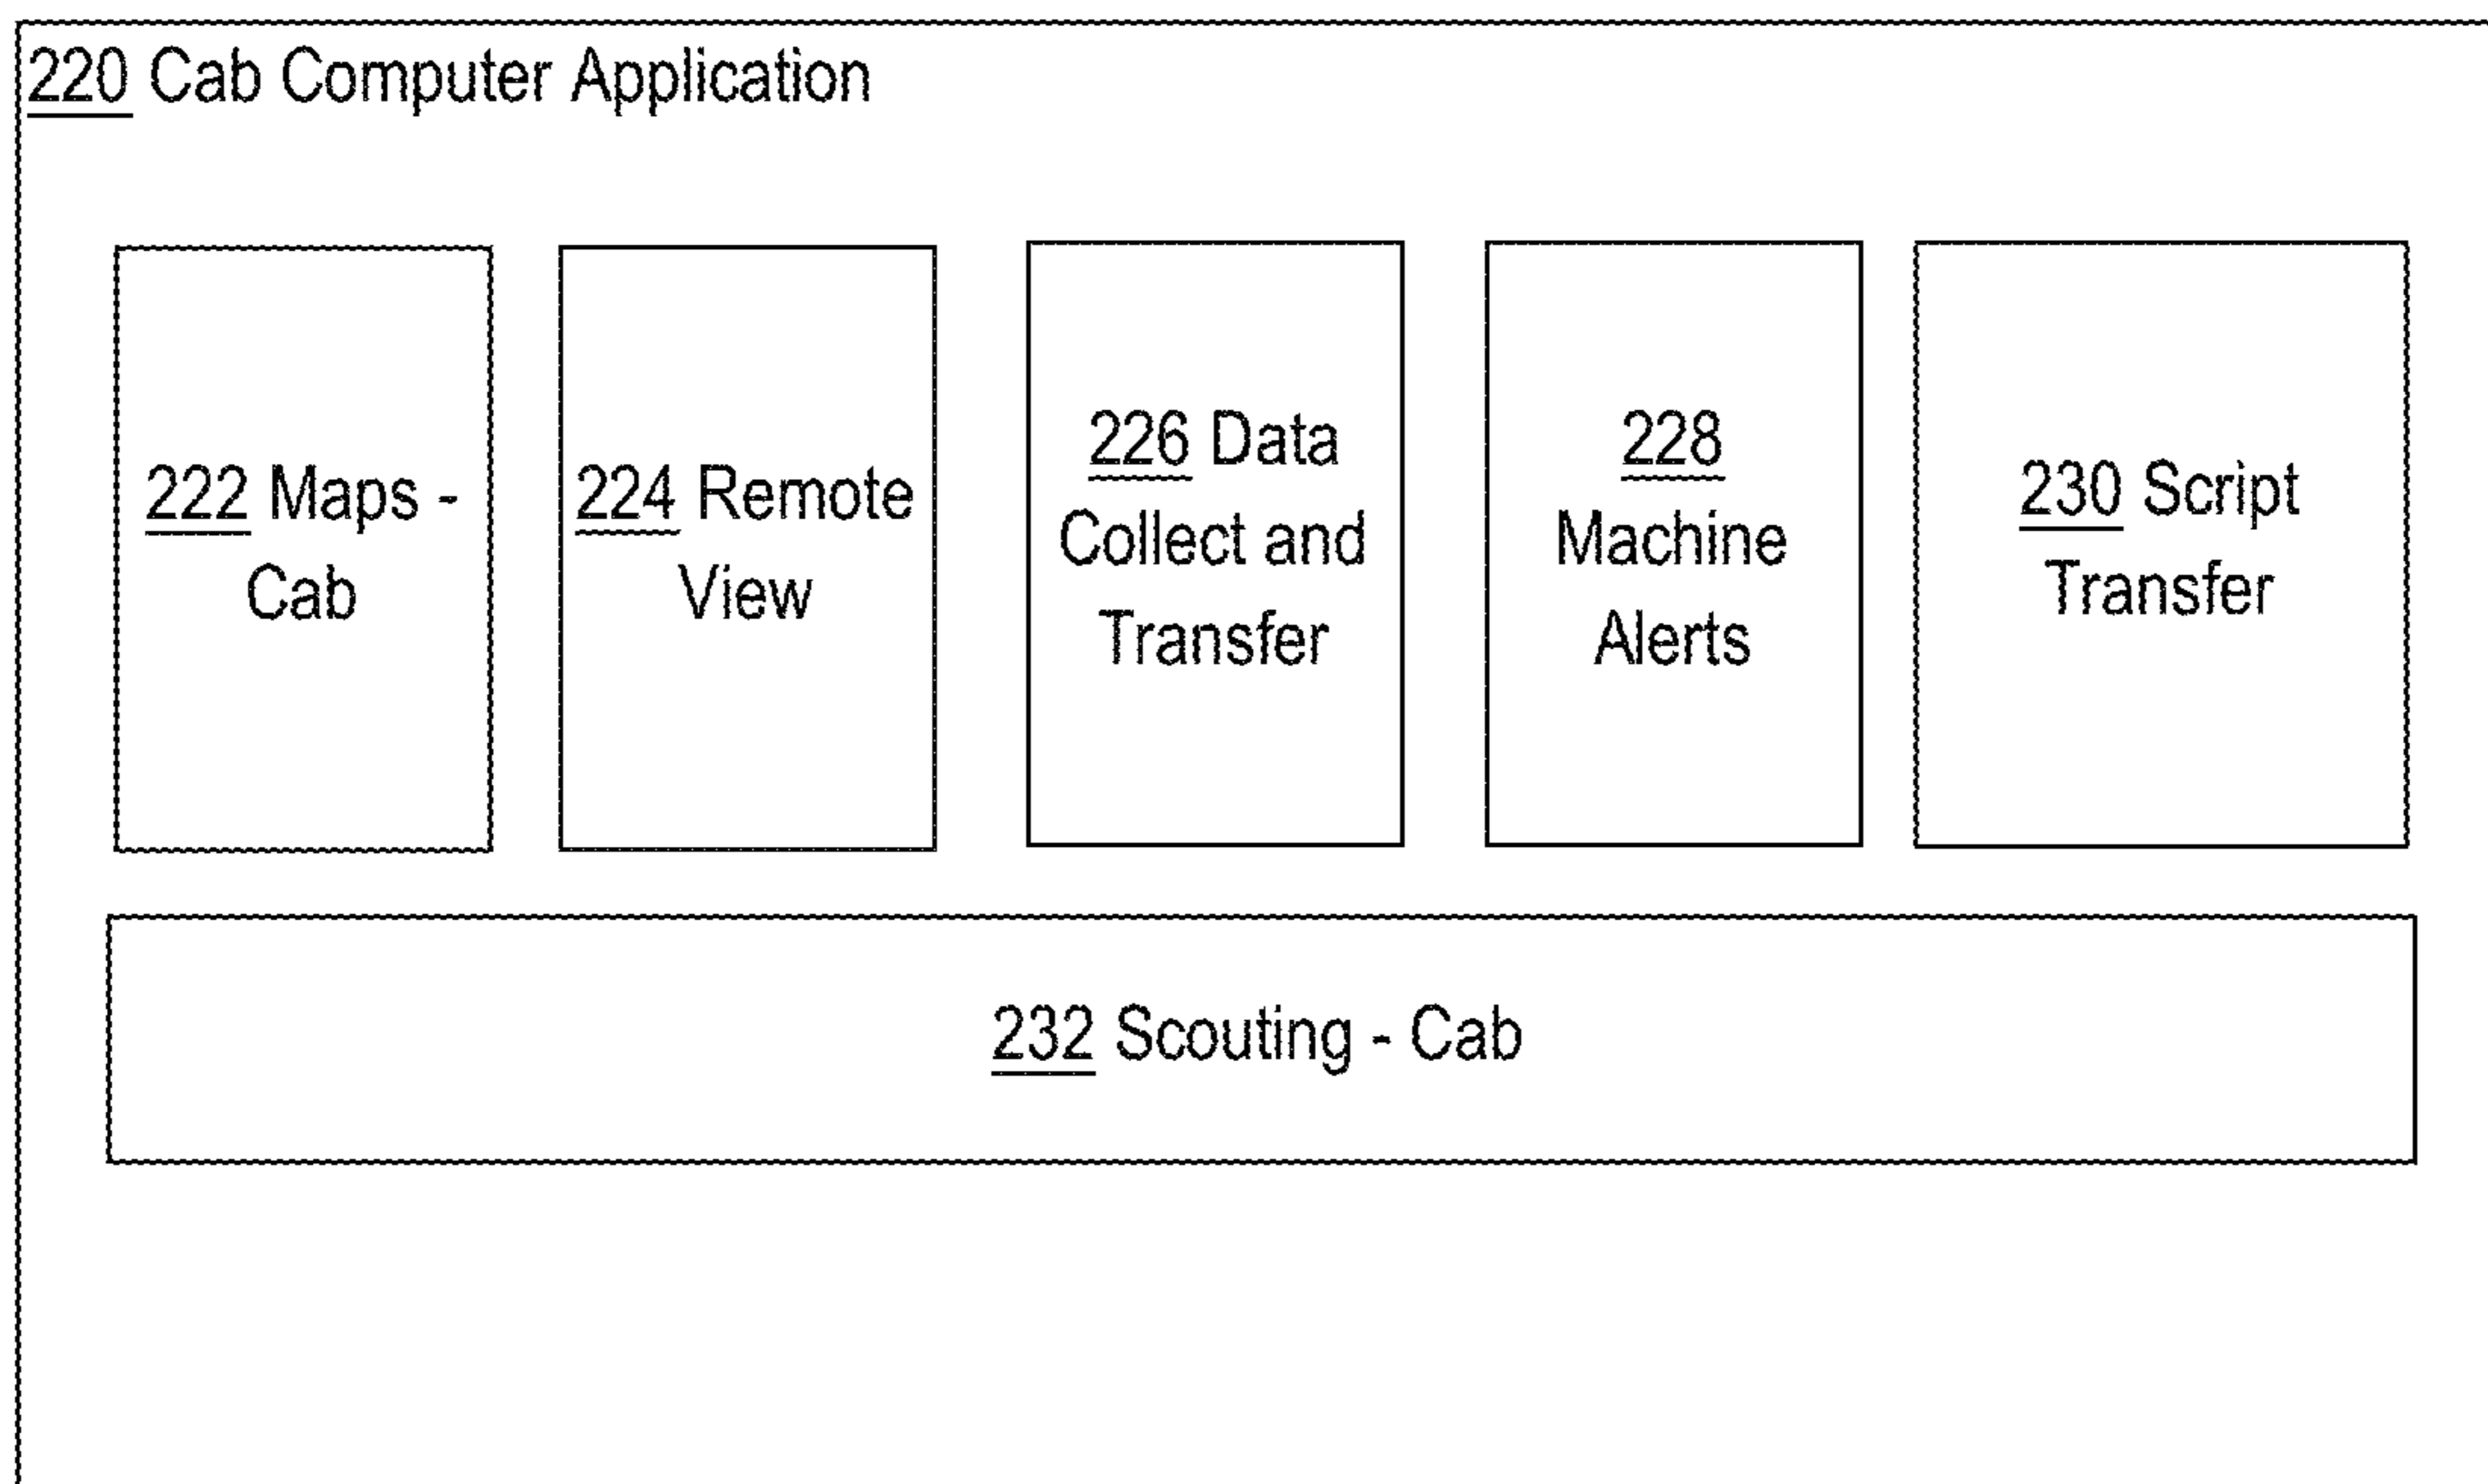 220 Cab Computer Application
222 Maps -
Cab
224 Remote
View
226 Data
Collect and
Transfer
228
Machine
Alerts
230 Script
Transfer
232 Scouting - Cab